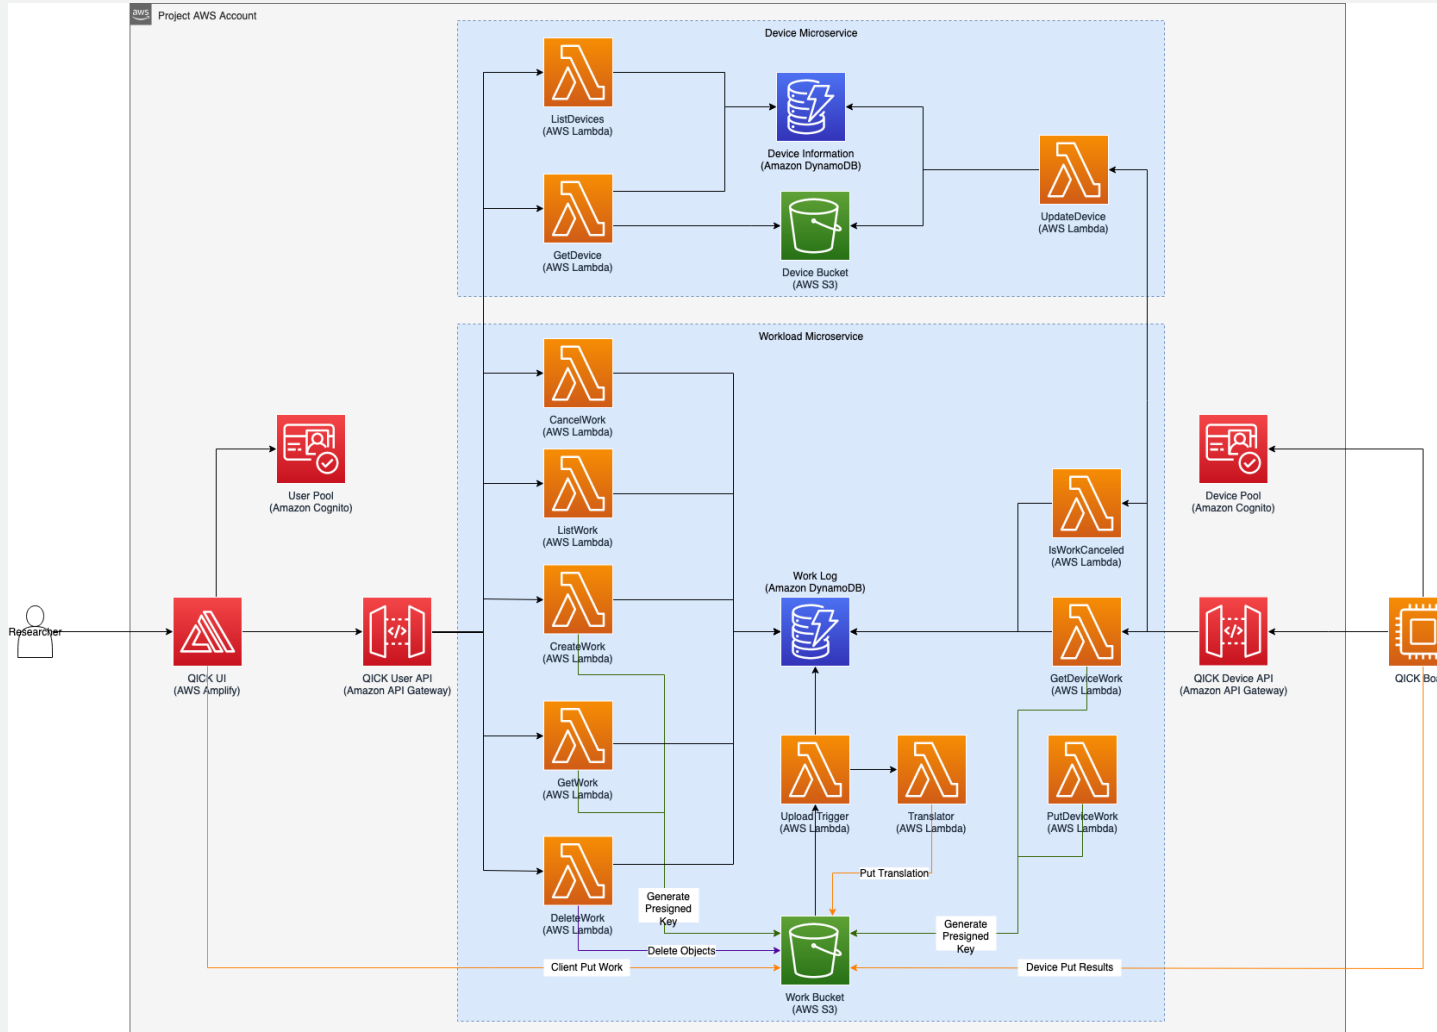 aws
Project AWS Account
Device Microservice
ListDevices
(AWS Lambda)
Device Information
(Amazon DynamoDB)
UpdateDevice
(AWS Lambda)
GetDevice
(AWS Lambda)
Device Bucket
(AWS S3)
Workload Microservice
CancelWork
(AWS Lambda)
ListWork
(AWS Lambda)
User Pool
(Amazon Cognito)
Device Pool
(Amazon Cognito)
IsWorkCanceled
(AWS Lambda)
Work Log
(Amazon DynamoDB)
Researcher
CreateWork
(AWS Lambda)
QICK UI
(AWS Amplify)
QICK User API
(Amazon API Gateway)
GetDeviceWork
(AWS Lambda)
QICK Device API
(Amazon API Gateway)
QICK Bo
GetWork
(AWS Lambda)
Upload Trigger
(AWS Lambda)
Translator
(AWS Lambda)
PutDeviceWork
(AWS Lambda)
Put Translation
Generate
Presigned
Key
DeleteWork
(AWS Lambda)
Generate
Presigned
Key
Delete Objects
Client Put Work
Device Put Results
Work Bucket
(AWS S3)